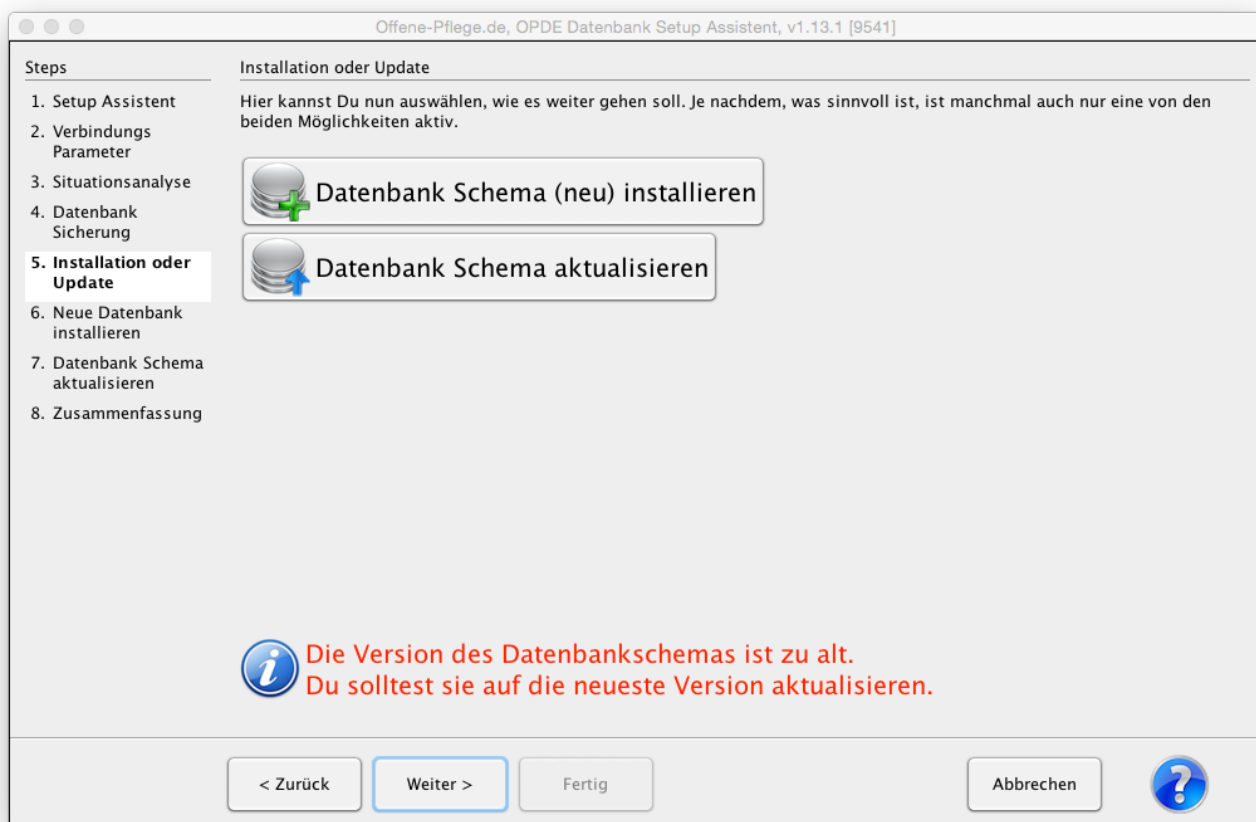 Offene-Pflege.de, OPDE Datenbank Setup Assistent, v1.13.1 [9541]
Steps
1. Setup Assistent
2. Verbindungs
Parameter
3. Situationsanalyse
4. Datenbank
Sicherung
5. Installation oder
Update
6. Neue Datenbank
installieren
7. Datenbank Schema
aktualisieren
8. Zusammenfassung
Installation oder Update
Hier kannst Du nun auswählen, wie es weiter gehen soll. Je nachdem, was sinnvoll ist, ist manchmal auch nur eine von den
beiden Möglichkeiten aktiv.
Datenbank Schema (neu) installieren
Datenbank Schema aktualisieren
Die Version des Datenbankschemas ist zu alt.
Du solltest sie auf die neueste Version aktualisieren.
< Zurück
Weiter >
Fertig
Abbrechen